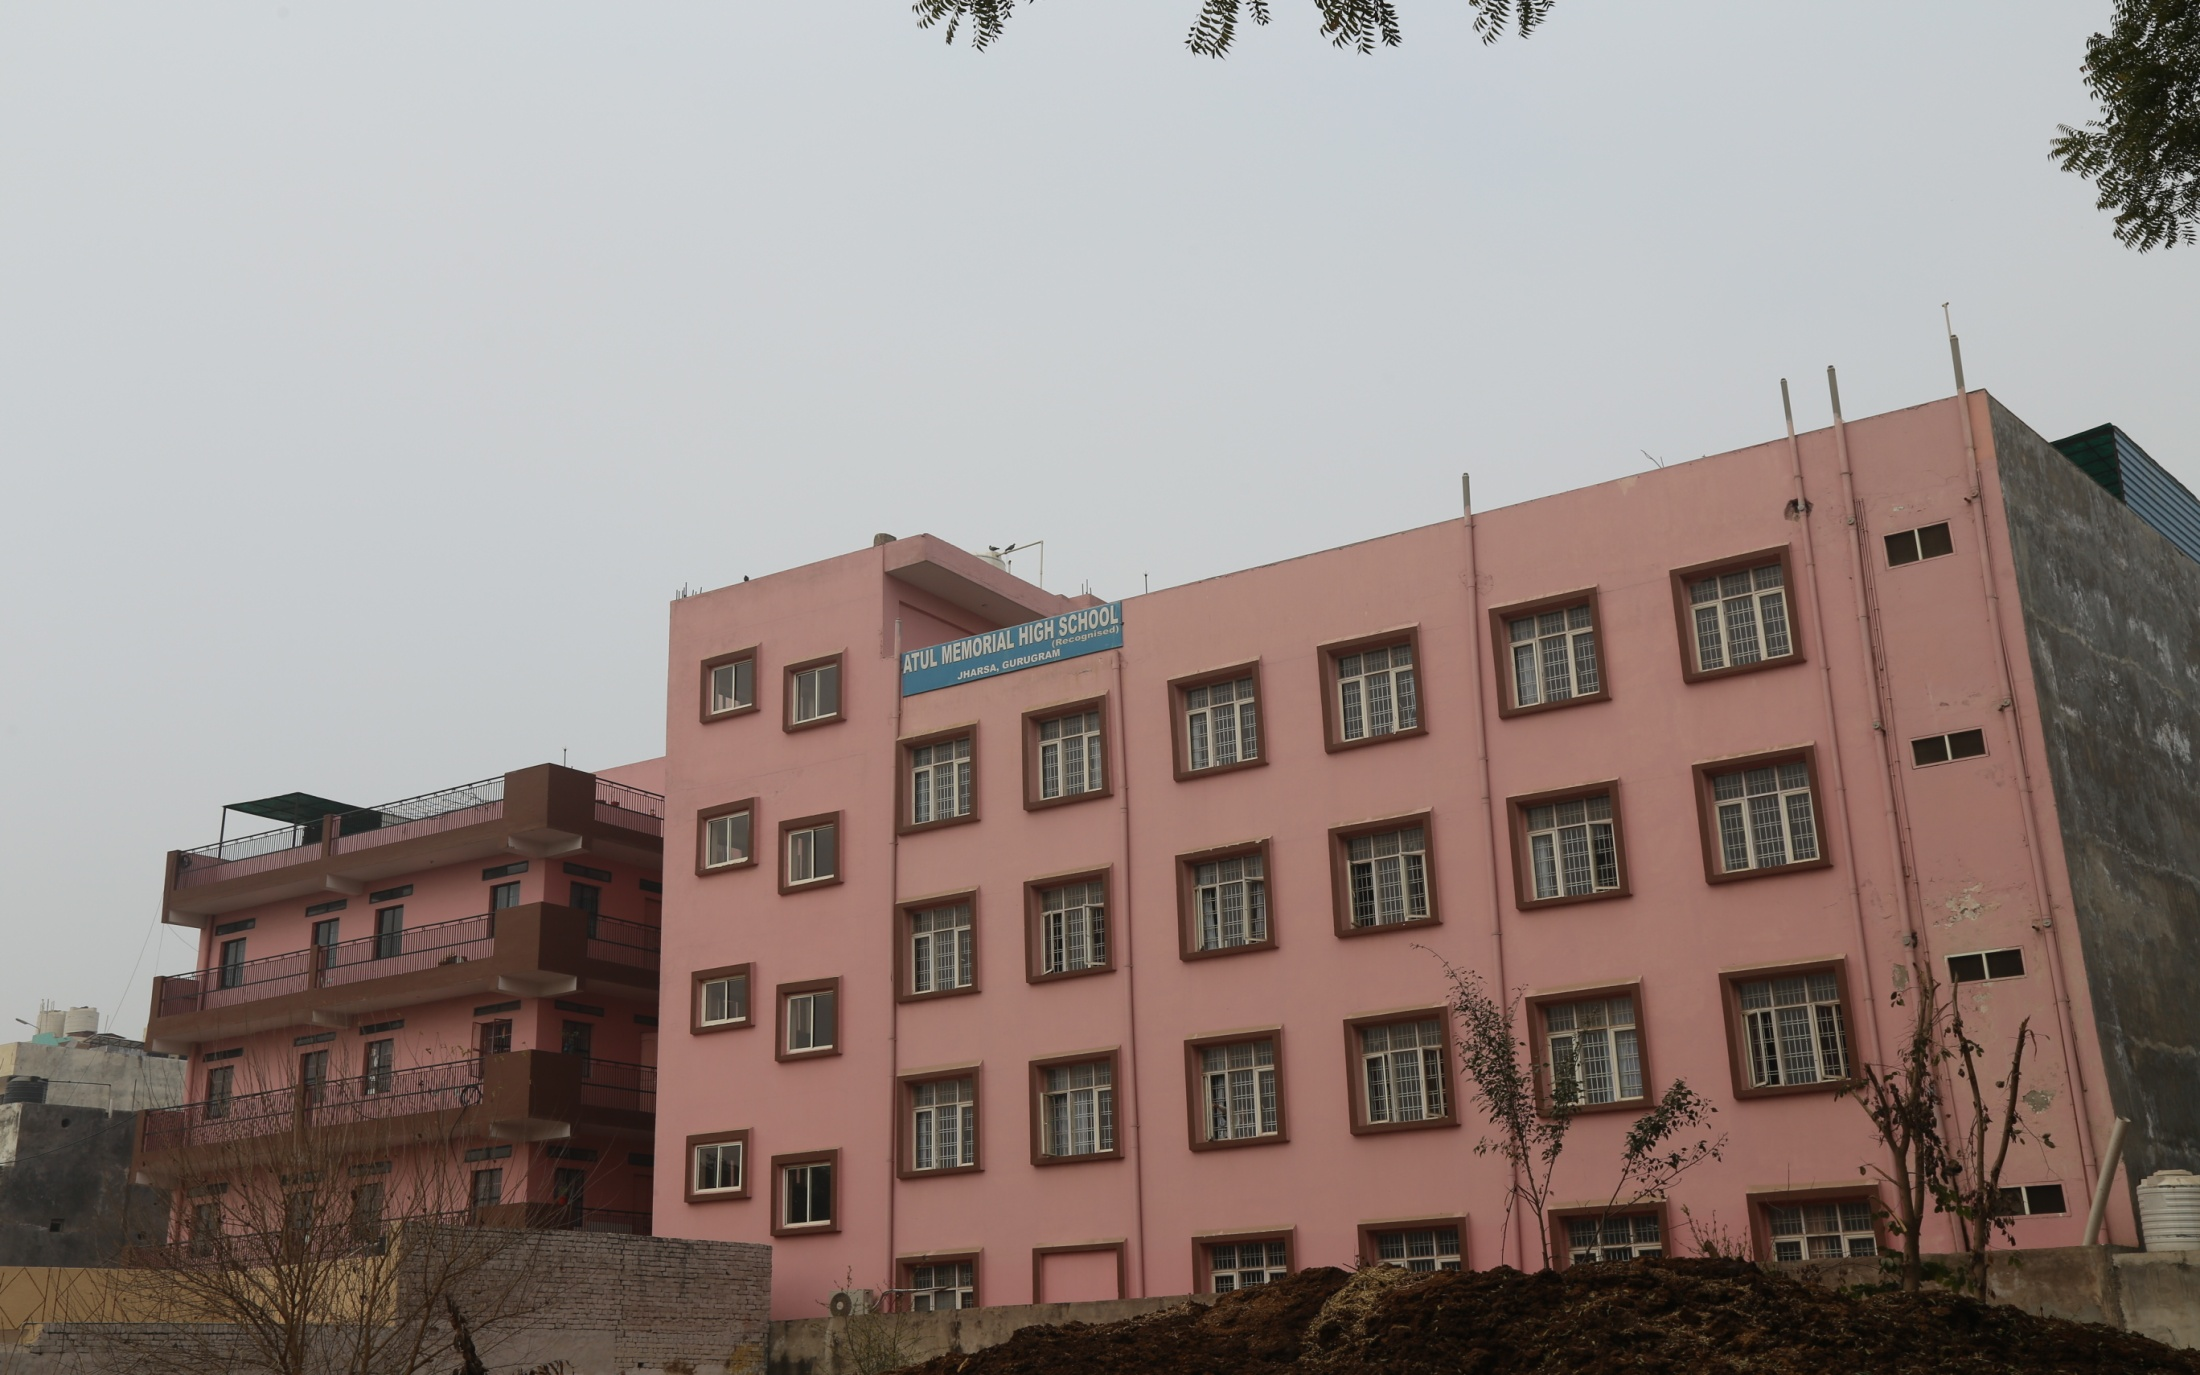 ATUL MEMORIAL HIGH SCHOOL
(Recognised)
JHARSA, GURUGRAM